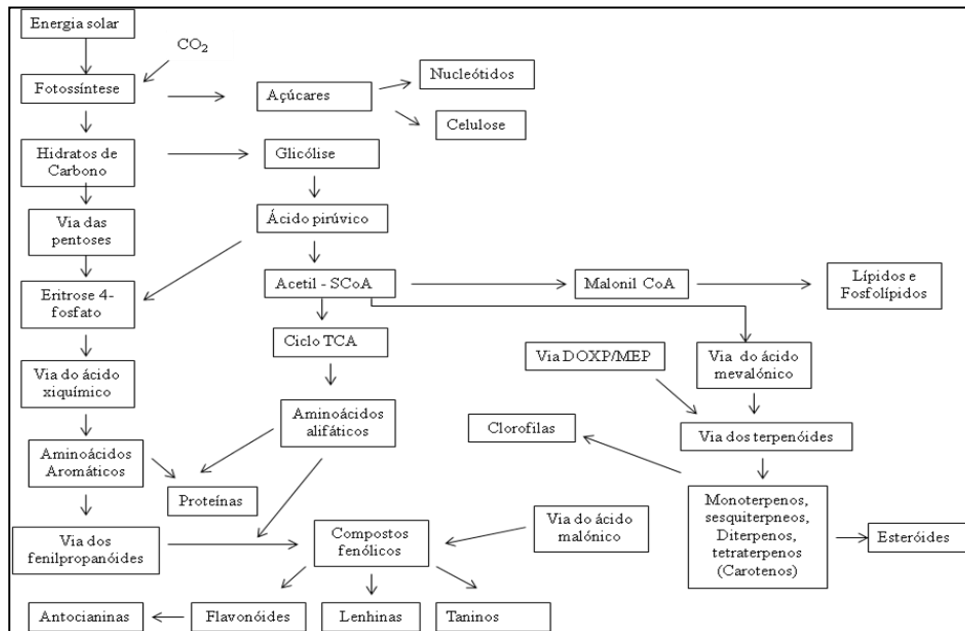 Energia solar
CO2
Fotossíntese
Açúcares
Nucleótidos
Celulose
Hidratos de
Carbono
Glicólise
Via das
pentoses
Ácido pirúvico
Eritrose 4-
fosfato
Acetil - SCoA
Malonil CoA
Lípidos e
Fosfolípidos
Ciclo TCA
Via DOXP/MEP
Via do ácido
mevalónico
Via do ácido
xiquímico
Aminoácidos
alifáticos
Clorofilas
Via dos terpenóides
Aminoácidos
Aromáticos
Proteínas
Monoterpenos,
sesquiterpneos,
Diterpenos,
tetraterpenos
(Carotenos)
Esteróides
Via dos
fenilpropanóides
Compostos
fenólicos
Via do ácido
malónico
Antocianinas
Flavonóides
Lenhinas
Taninos